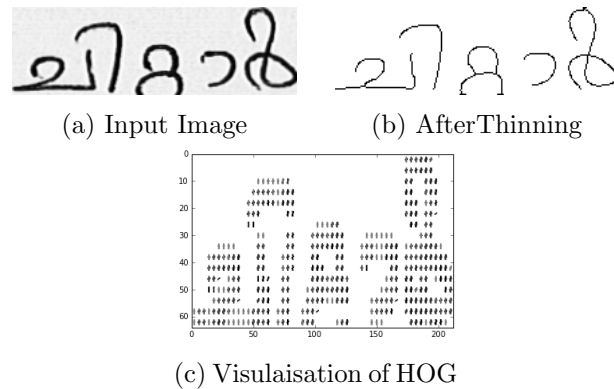 ചിറ്റാർ
(a) Input Image
(b) AfterThinning
0
10
20
30
40
50
60
0 50 100 150 200
(c) Visulaisation of HOG